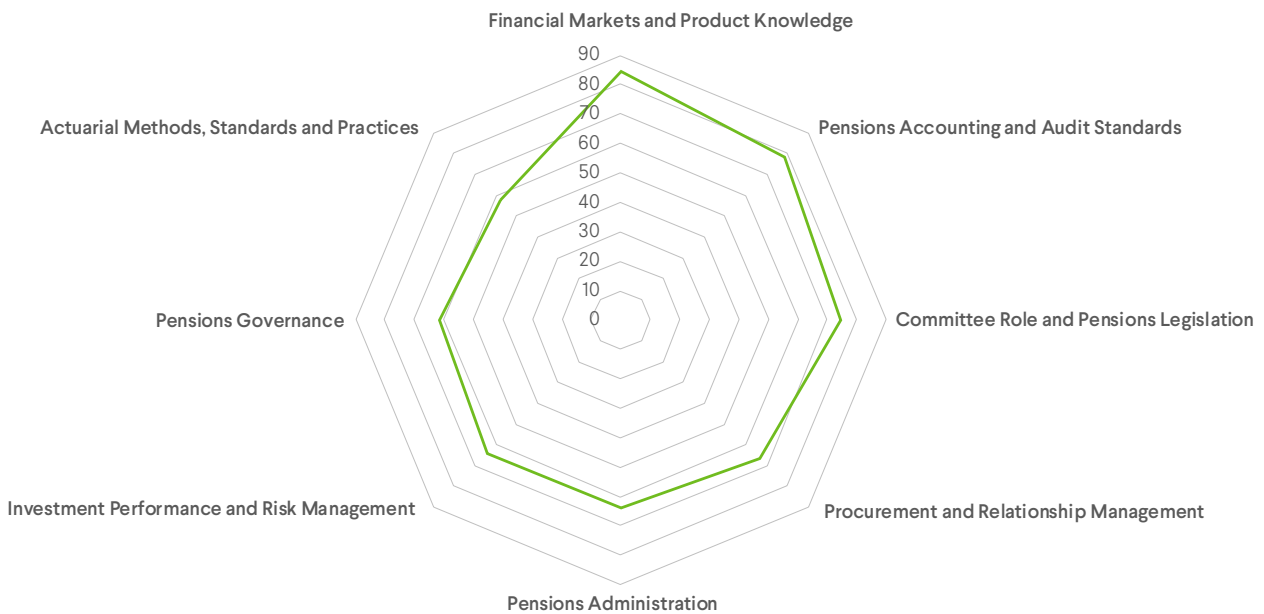 Financial Markets and Product Knowledge
90
80
70
60
50
40
30
20
10
0
Actuarial Methods, Standards and Practices
Pensions Accounting and Audit Standards
Pensions Governance
Committee Role and Pensions Legislation
Investment Performance and Risk Management
Procurement and Relationship Management
Pensions Administration